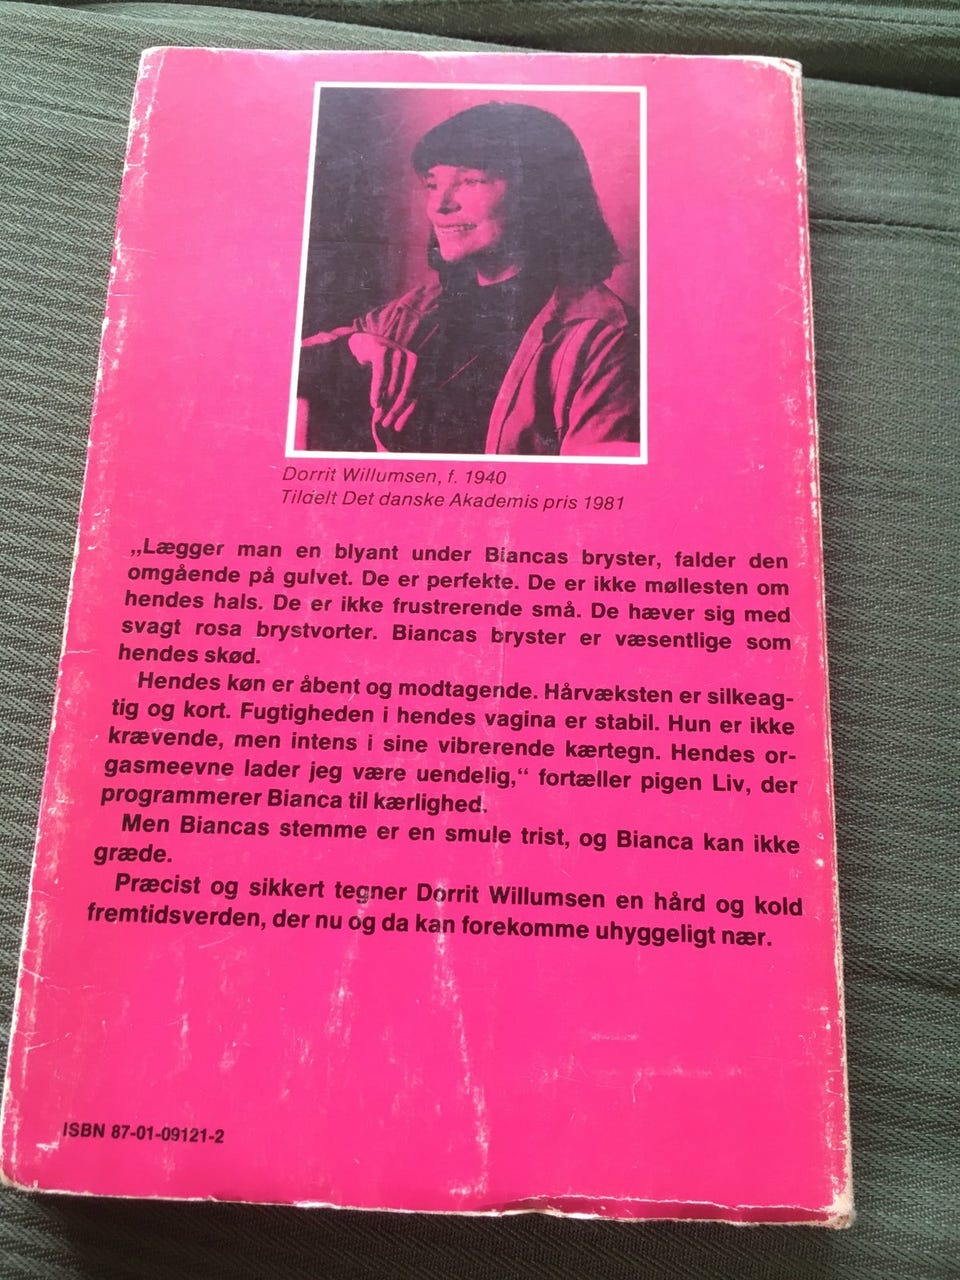 Dorrit Willumsen, f. 1940
Tildelt Det danske Akademis pris 1981
„Lægger man en blyant under Biancas bryster, falder den
omgående på gulvet. De er perfekte. De er ikke møllesten om
hendes hals. De er ikke frustrerende små. De hæver sig med
svagt rosa brystvorter. Biancas bryster er væsentlige som
hendes skød.
Hendes køn er åbent og modtagende. Hårvæksten er silkeag-
tig og kort. Fugtigheden i hendes vagina er stabil. Hun er ikke
krævende, men intens i sine vibrerende kærtegn. Hendes or-
gasmeevne lader jeg være uendelig,“ fortæller pigen Liv, der
programmerer Bianca til kærlighed.
Men Biancas stemme er en smule trist, og Bianca kan ikke
græde.
Præcist og sikkert tegner Dorrit Willumsen en hård og kold
fremtidsverden, der nu og da kan forekomme uhyggeligt nær.
ISBN 87-01-09121-2